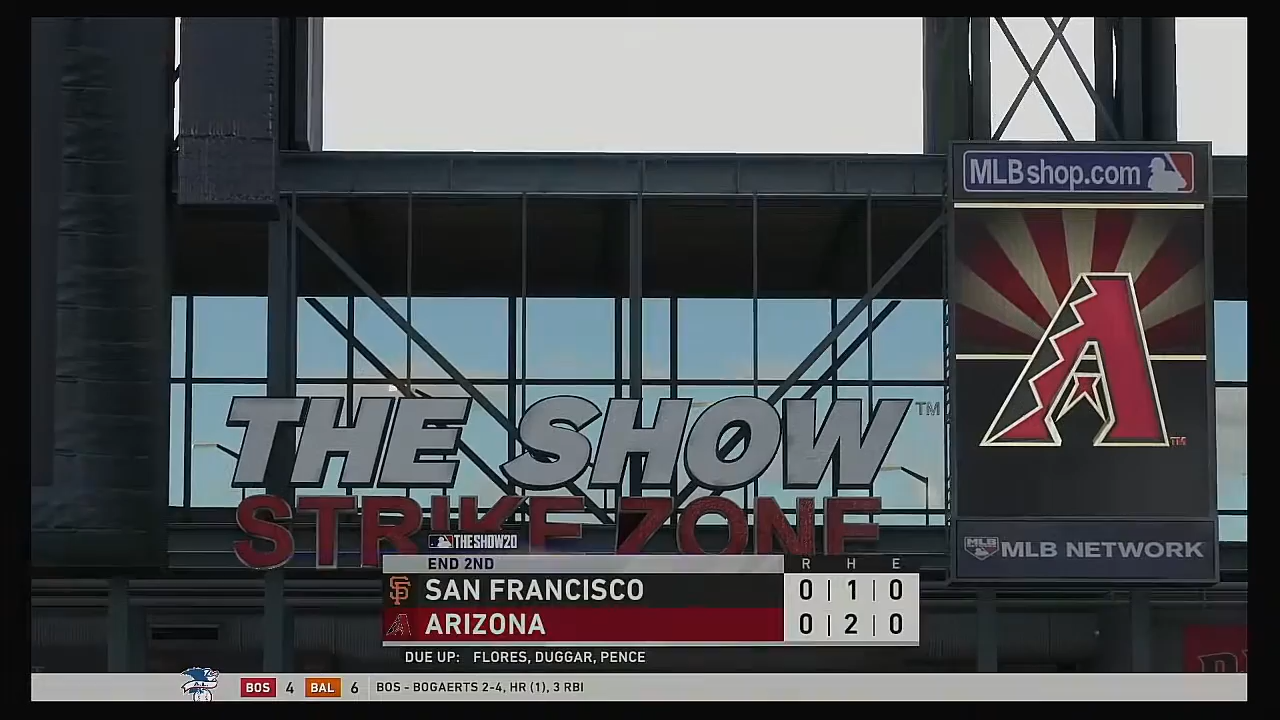 MLBshop.com
THE SHOW™
STRIKE ZONE
MLB NETWORK
THESHOW20
END 2ND
R H E
SAN FRANCISCO 0 | 1 | 0
ARIZONA 0 | 2 | 0
DUE UP: FLORES, DUGGAR, PENCE
BOS 4 BAL 6 BOS - BOGAERTS 2-4, HR (1), 3 RBI